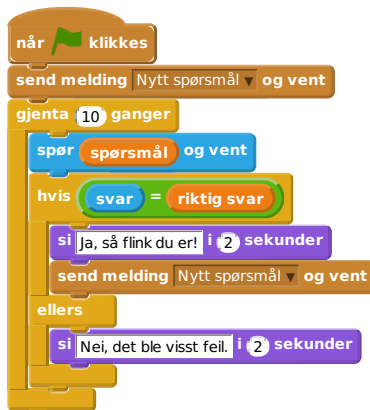 når klikkes
send melding Nytt spørsmål og vent
gjenta 10 ganger
spør spørsmål og vent
hvis svar = riktig svar
si Ja, så flink du er! i 2 sekunder
send melding Nytt spørsmål og vent
ellers
si Nei, det ble visst feil. i 2 sekunder